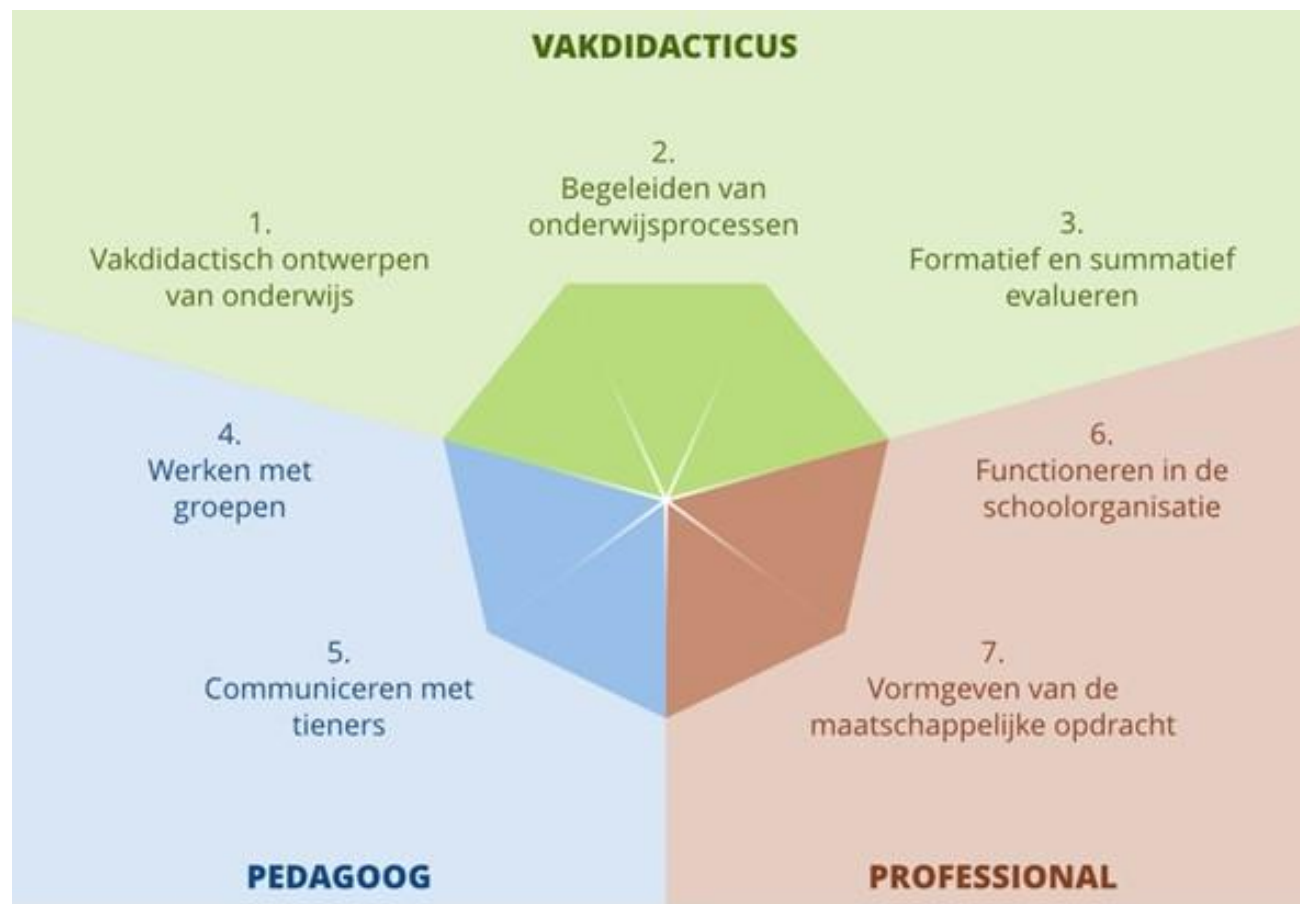 VAKDIDACTICUS
1.
Vakdidactisch ontwerpen
van onderwijs
2.
Begeleiden van
onderwijsprocessen
3.
Formatief en summatief
evalueren
4.
Werken met
groepen
5.
Communiceren met
tieners
PEDAGOOG
6.
Functioneren in de
schoolorganisatie
7.
Vormgeven van de
maatschappelijke opdracht
PROFESSIONAL